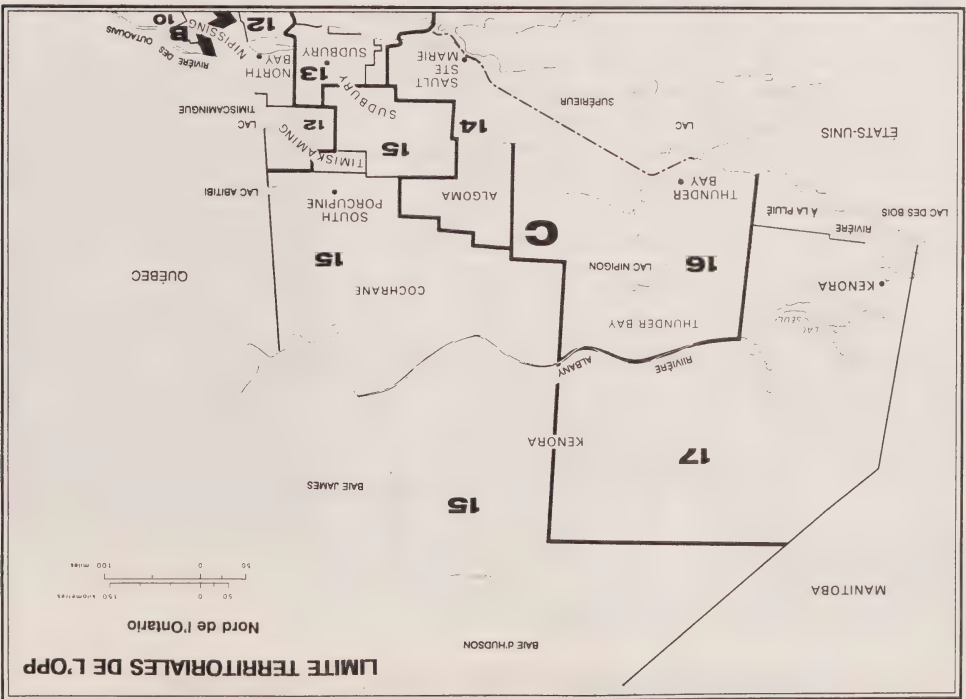 LIMITE TERRITORIALES DE L'OPP
Nord de l'Ontario
50 0 150 kilomètres
50 0 100 miles
BAIE d'HUDSON
MANITOBA
BAIE JAMES
15
17
KENORA
RIIVIÈRE ALBANY
LAC SEUL
THUNDER BAY
KENORA
16
LAC NIPIGON
COCHRANE
15
QUÉBEC
LAC DES BOIS
RIVIÈRE
À LA PLUIE
C
THUNDER
BAY
ALGOMA
SOUTH
PORCUPINE
LAC ABITIBI
ÉTATS-UNIS
LAC
SUPÉRIEUR
14
15
TIMISKAMING
12
LAC
TIMISCAMINGUE
SUDBURY
SAULT
STE
MARIE
SUDBURY
13
NORTH
BAY
RIVIÈRE DES OUTAOUAIS
12
NIPISSING
B
10